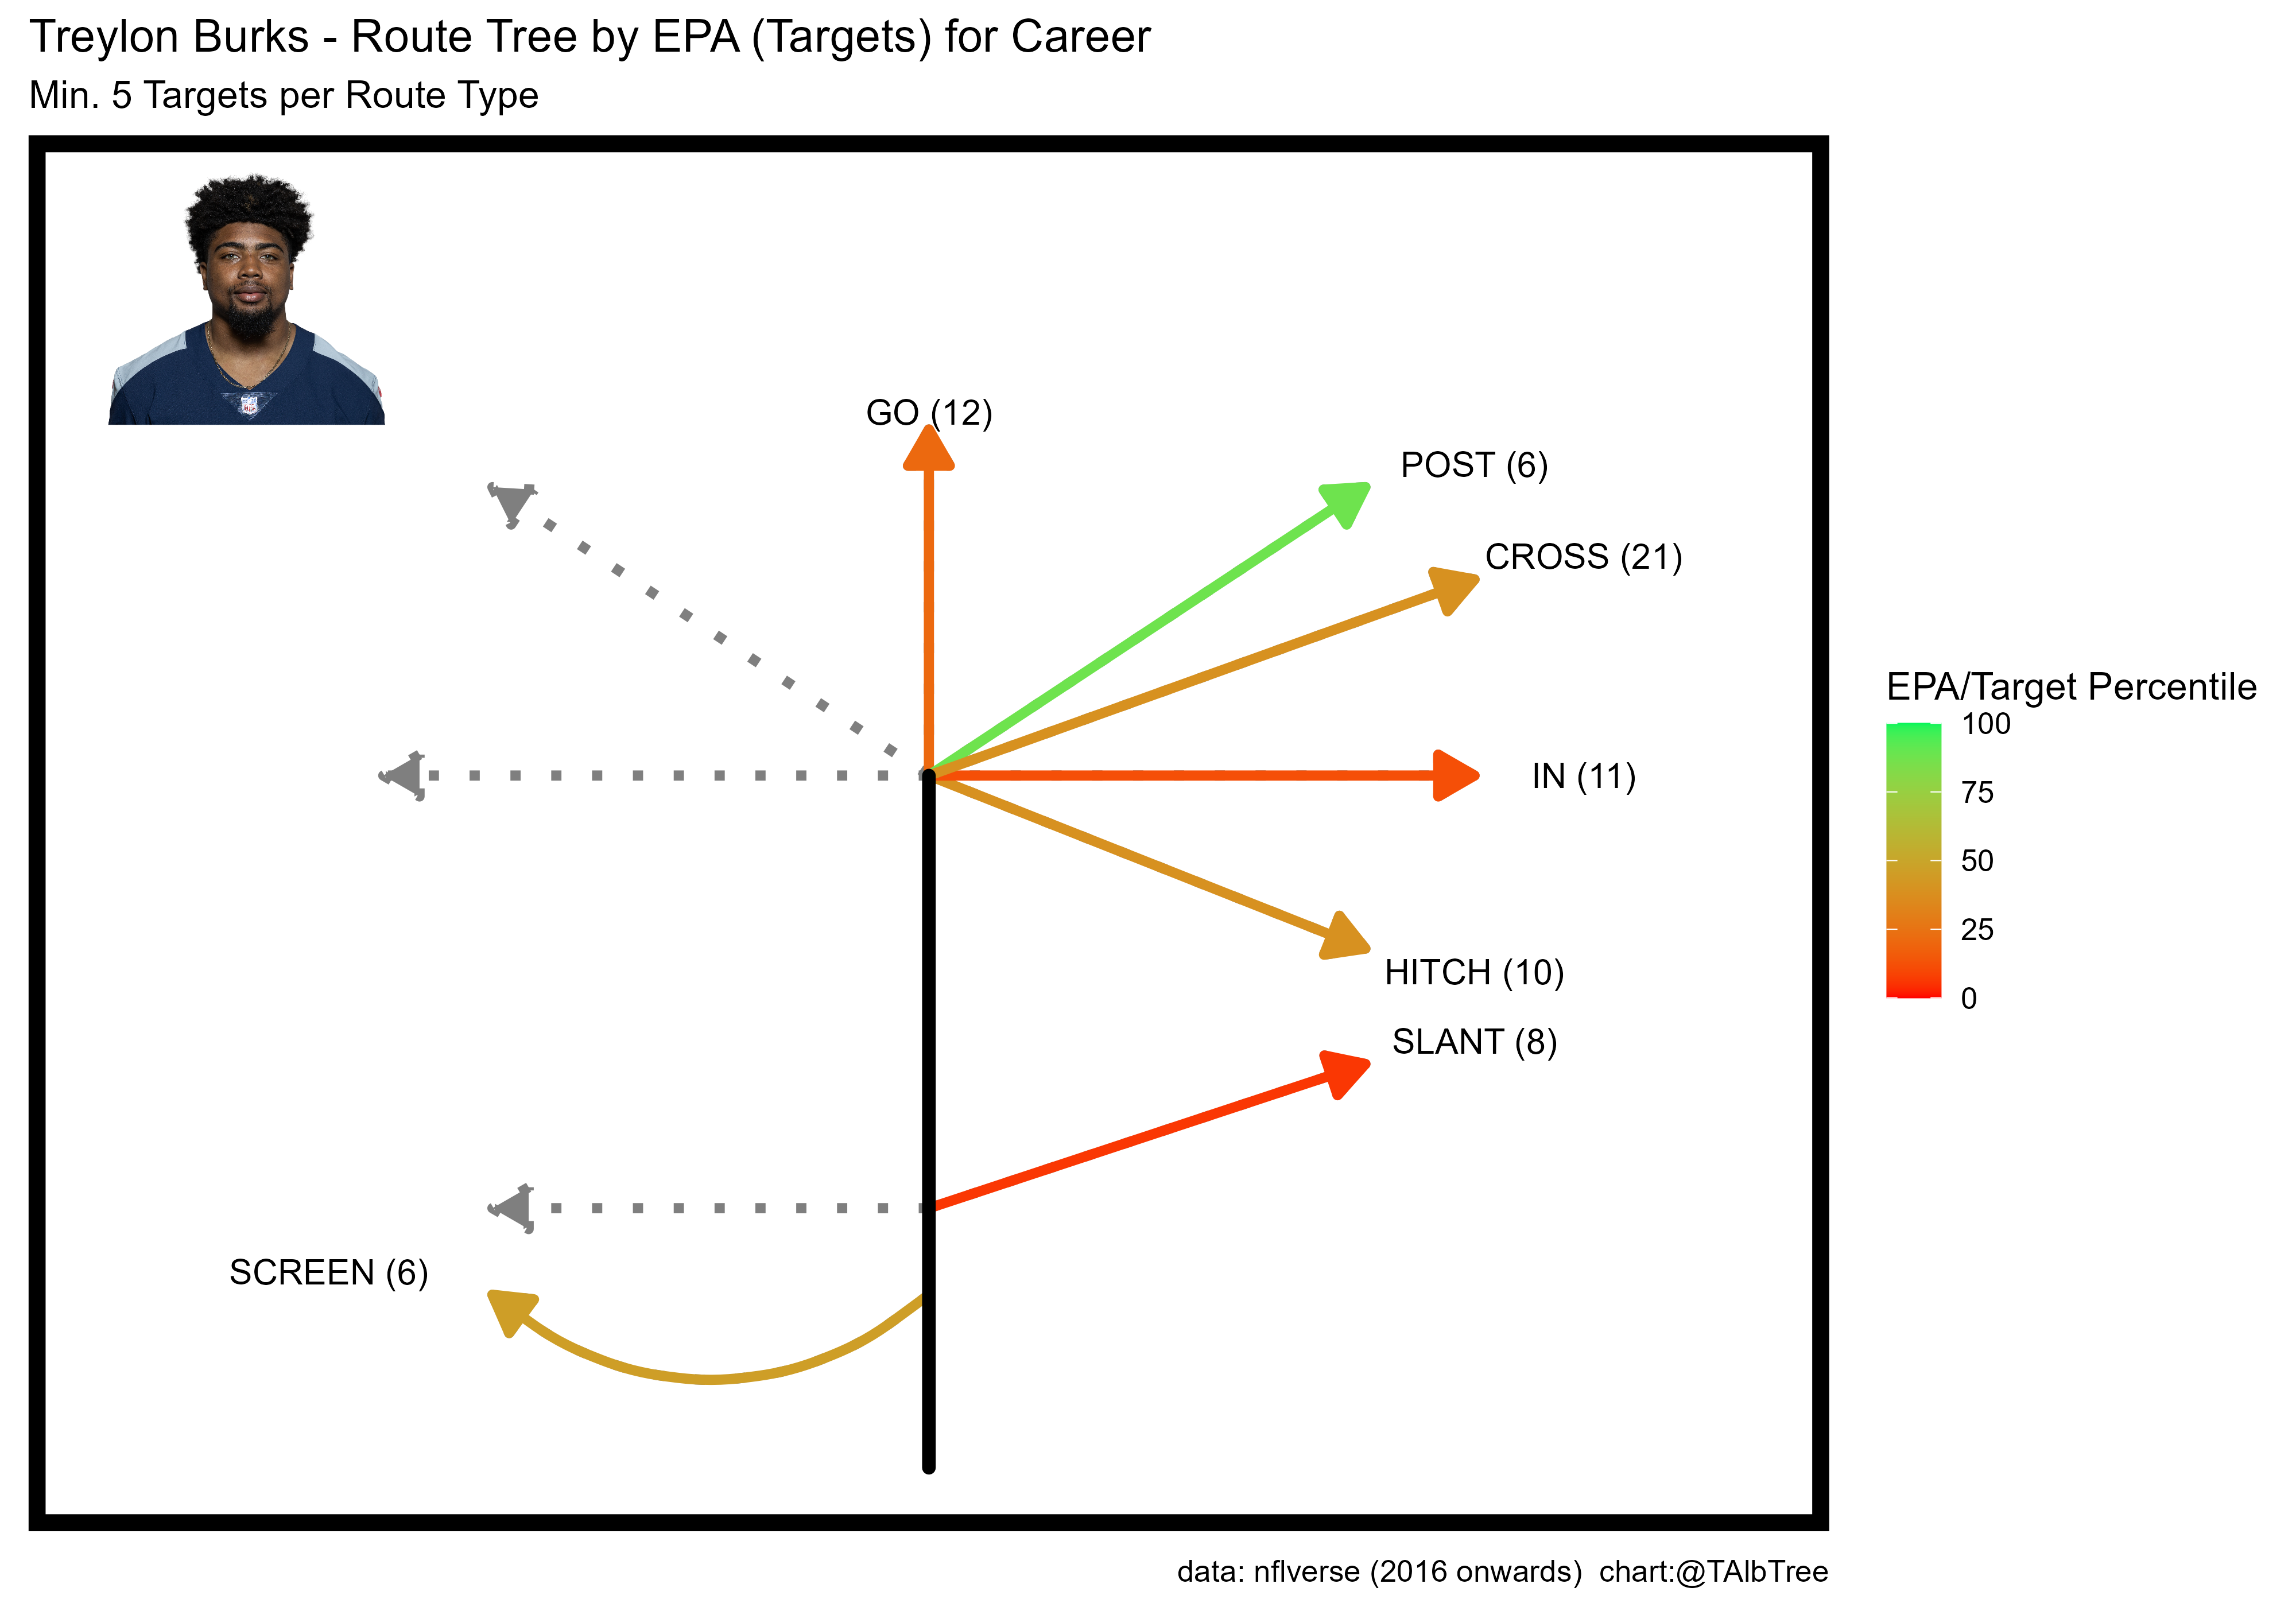 Treylon Burks - Route Tree by EPA (Targets) for Career
Min. 5 Targets per Route Type
GO (12)
POST (6)
CROSS (21)
IN (11)
HITCH (10)
SLANT (8)
SCREEN (6)
EPA/Target Percentile
100
75
50
25
0
data: nflverse (2016 onwards)  chart:@TAlbTree